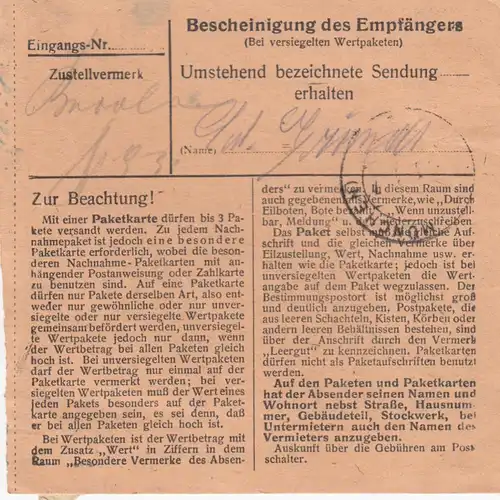 Eingangs-Nr.
Zustellvermerk
Bescheinigung des Empfängers
(Bei versiegelten Wertpaketen)
Umstehend bezeichnete Sendung
erhalten
(Name)
Zur Beachtung!
Mit einer Paketkarte dürfen bis 3 Pa-
kete versandt werden. Zu jedem Nach-
nahmepaket ist jedoch eine besondere
Paketkarte erforderlich, wobei die beson-
deren Nachnahme-Paketkarten mit an-
hängender Postanweisung oder Zahlkarte
zu benutzen sind. Auf eine Paketkarte
dürfen nur Pakete derselben Art, also ent-
weder nur gewöhnliche oder nur unver-
siegelte oder nur versiegelte Wertpakete
gemeinsam befördert werden, unversiegel-
te Wertpakete jedoch nur dann, wenn
der Wertbetrag bei allen Paketen gleich
hoch ist. Bei unversiegelten Wertpaketen
darf der Wertbetrag nur einmal auf der
Paketkarte vermerkt werden; bei ver-
siegelten Wertpaketen muß der Wert eines
jeden Pakets besonders auf der Paket-
karte angegeben sein, es sei denn, daß
er bei allen Paketen gleich hoch ist.
Bei Wertpaketen ist der Wertbetrag mit
dem Zusatz „Wert" in Ziffern in dem
Raum „Besondere Vermerke des Absen-
ders" zu vermerken. In diesem Raum sind
auch gegebenenfalls Vermerke, wie „Durch
Eilboten, Bote bezahlt", „Wenn unzustell-
bar, Meldung" usw. niederzuschreiben.
Das Paket selbst muß die gleiche Auf-
schrift und die gleichen Vermerke über
Eilzustellung, Wert, Nachnahme usw. er-
halten wie die Paketkarte; jedoch ist bei
unversiegelten Wertpaketen die Wert-
angabe auf dem Paket wegzulassen. Der
Bestimmungspostort ist möglichst groß
und deutlich anzugeben, Postpakete, die
aus leeren Schachteln, Kisten, Körben oder
andern leeren Behältnissen bestehen, sind
über der Anschrift durch den Vermerk
„Leergut" zu kennzeichnen. Paketkarten
dürfen nicht als Paketaufschriften benutzt
werden.
Auf den Paketen und Paketkarten
hat der Absender seinen Namen und
Wohnort nebst Straße, Hausnum-
mer, Gebäudeteil, Stockwerk, bei
Untermietern auch den Namen des
Vermieters anzugeben.
Auskunft über die Gebühren am Post
schalter.